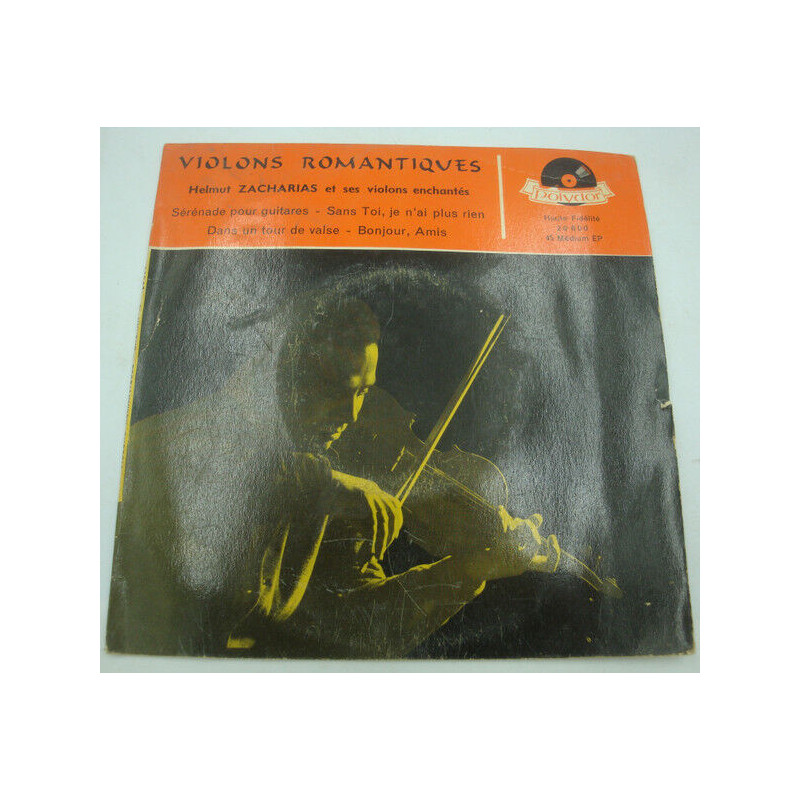 VIOLONS ROMANTIQUES
Helmut ZACHARIAS et ses violons enchantés
Sérénade pour guitares - Sans Toi, je n'ai plus rien
Dans un tour de valse - Bonjour, Amis
polydor
Haute Fidélité
45 Médium EP